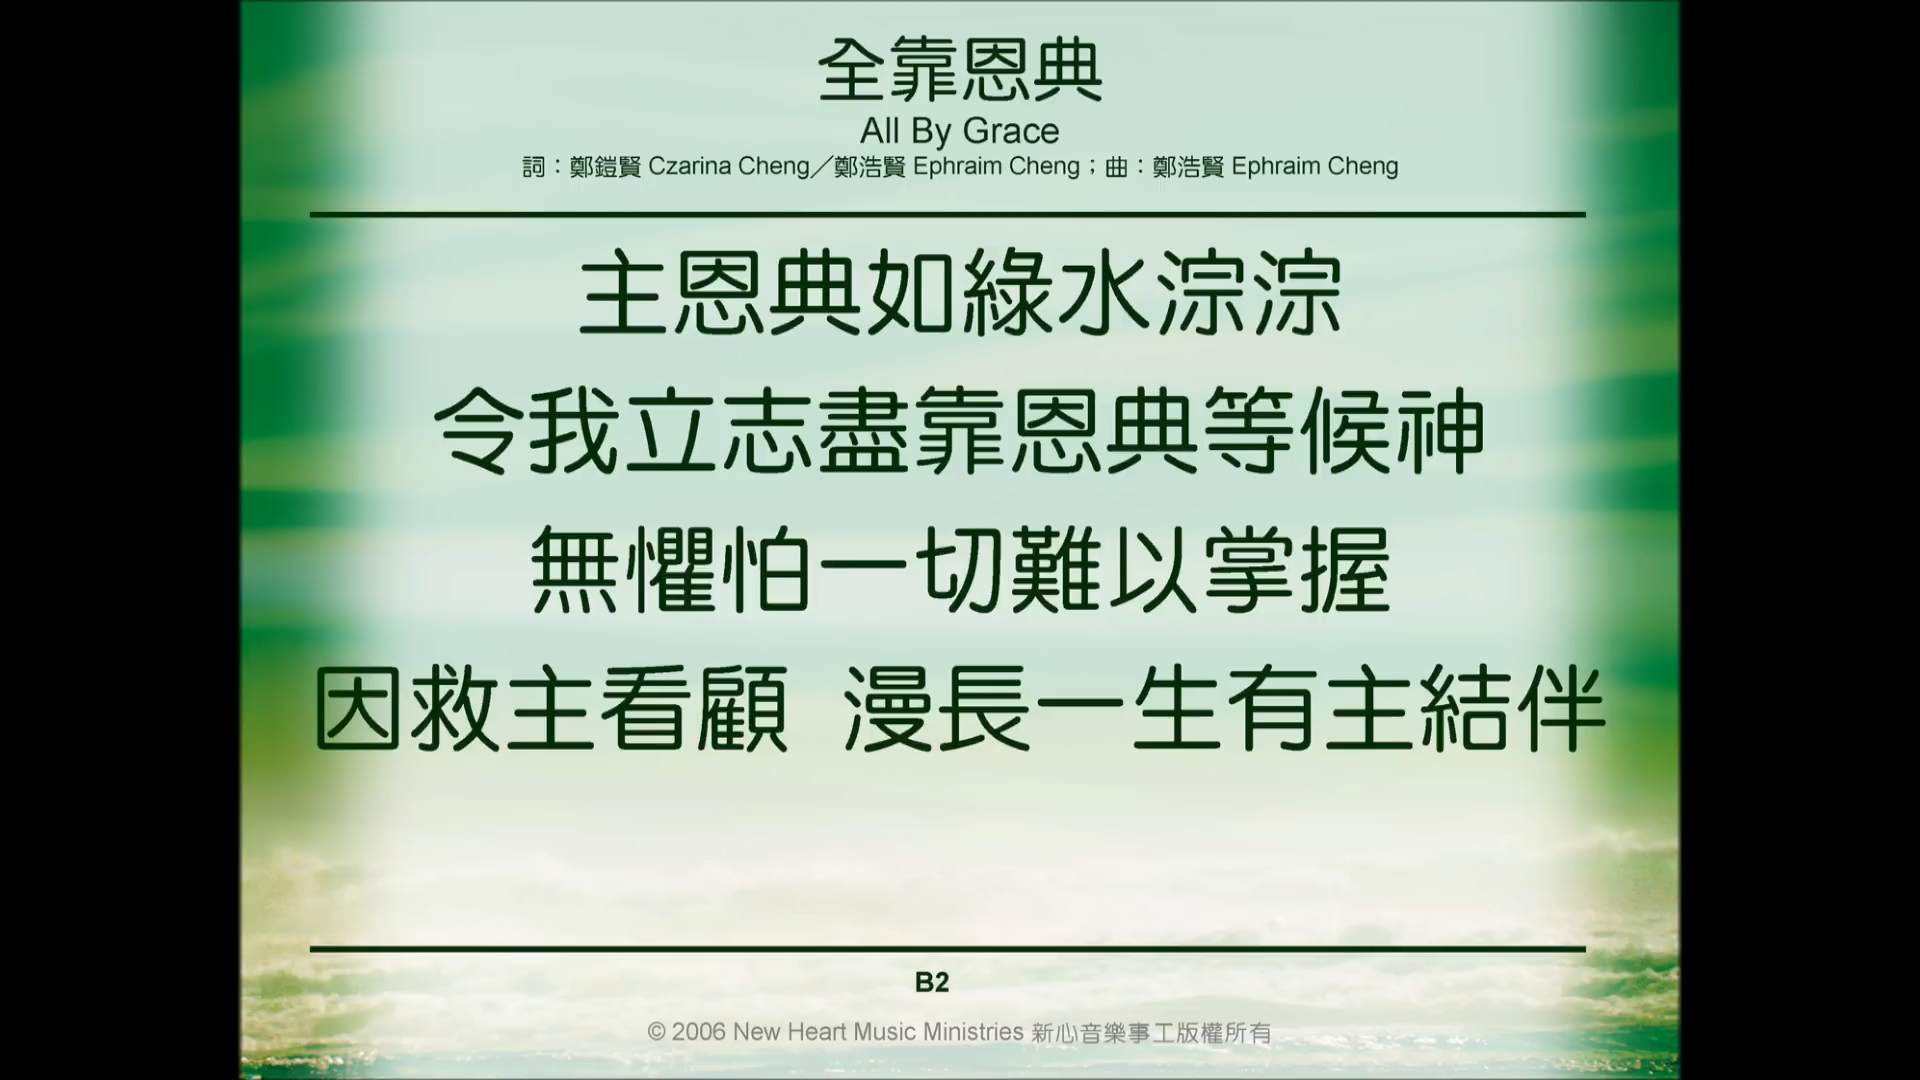 全靠恩典
All By Grace
詞：鄭鎧賢 Czarina Cheng／鄭浩賢 Ephraim Cheng；曲：鄭浩賢 Ephraim Cheng
主恩典如綠水淙淙
令我立志盡靠恩典等候神
無懼怕一切難以掌握
因救主看顧 漫長一生有主結伴
B2
© 2006 New Heart Music Ministries 新心音樂事工版權所有